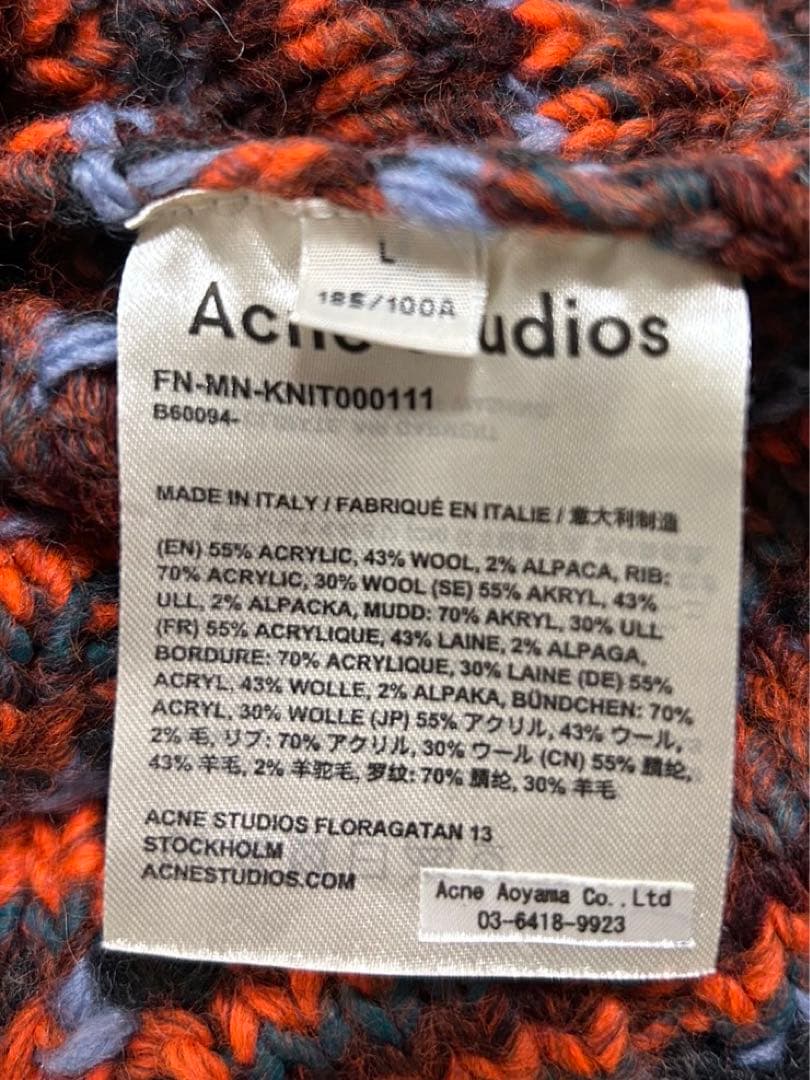 L
185/100A
Acne Studios
FN-MN-KNIT000111
B60094-
MADE IN ITALY / FABRIQUÉ EN ITALIE / 意大利制造
(EN) 55% ACRYLIC, 43% WOOL, 2% ALPACA, RIB:
70% ACRYLIC, 30% WOOL (SE) 55% AKRYL, 43%
ULL, 2% ALPACKA, MUDD: 70% AKRYL, 30% ULL
(FR) 55% ACRYLIQUE, 43% LAINE, 2% ALPAGA,
BORDURE: 70% ACRYLIQUE, 30% LAINE (DE) 55%
ACRYL, 43% WOLLE, 2% ALPAKA, BÜNDCHEN: 70%
ACRYL, 30% WOLLE (JP) 55% アクリル, 43% ウール,
2% 毛, リブ: 70% アクリル, 30% ウール (CN) 55% 腈纶,
43% 羊毛, 2% 羊驼毛, 罗纹: 70% 腈纶, 30% 羊毛
ACNE STUDIOS FLORAGATAN 13
STOCKHOLM
ACNESTUDIOS.COM
Acne Aoyama Co.,Ltd
03-6418-9923